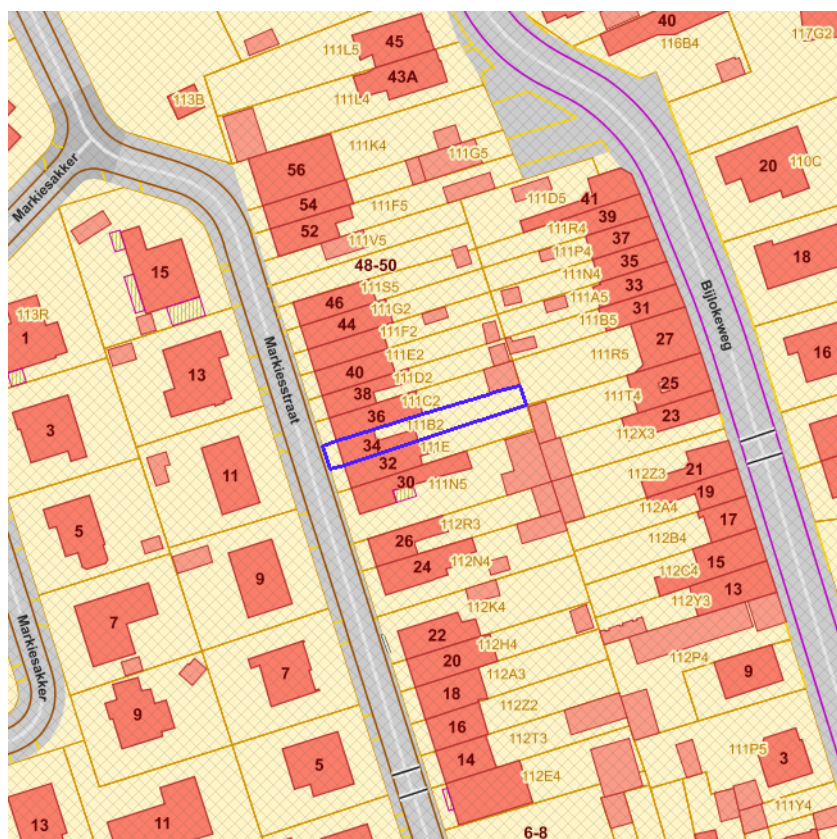 45
111L5
40
116B4
117G2
43A
111L4
113B
111K4
111G5
56
20
110C
Markiesakker
54
111F5
111D5
41
39
52
111V5
111R4
37
111P4
48-50
35
18
15
111N4
111S5
33
46
111G2
111A5
31
113R
44
111F2
111B5
Bijlokeweg
1
27
111E2
16
111R5
13
40
111D2
Markiesstraat
38
25
111C2
111T4
36
23
111B2
3
34
111E
112X3
32
21
11
112Z3
30
111N5
19
112A4
17
5
112R3
26
112B4
15
24
112N4
112C4
9
13
112K4
112Y3
7
22
112H4
Markiesakker
20
112P4
112A3
7
9
18
112Z2
9
16
112T3
14
111P5
3
5
112E4
111Y4
13
11
6-8